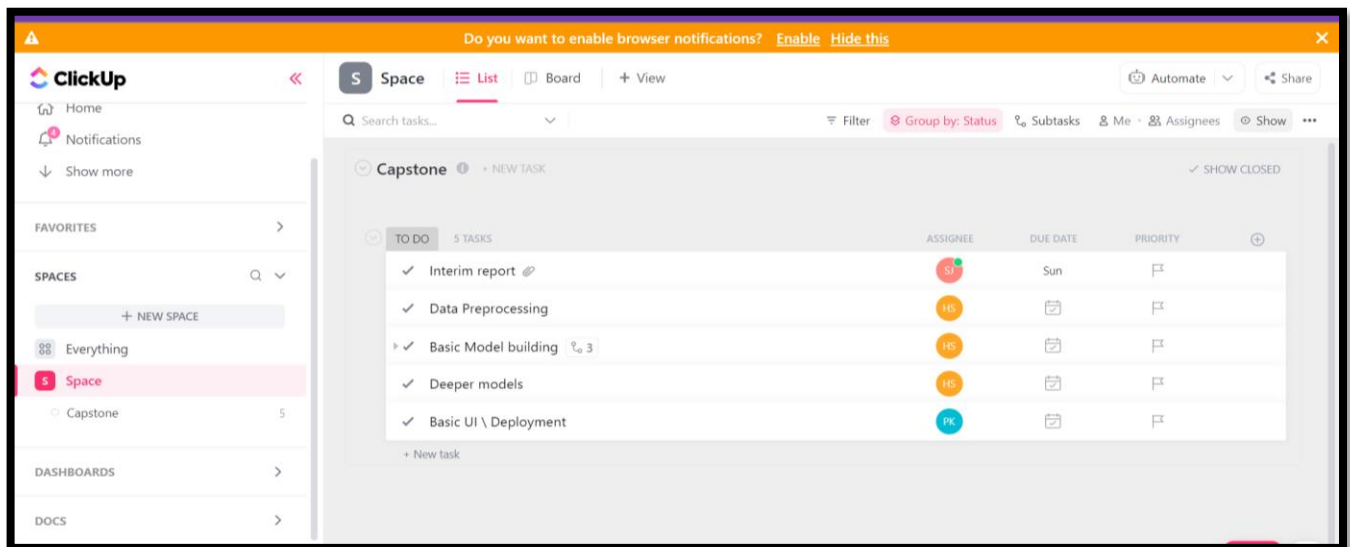 Do you want to enable browser notifications? Enable Hide this
ClickUp
Home
4
Notifications
Show more
FAVORITES
SPACES
+ NEW SPACE
Everything
S Space
Capstone 5
DASHBOARDS
DOCS
S Space List Board + View Automate Share
Search tasks... Filter Group by: Status Subtasks Me · Assignees Show •••
Capstone + NEW TASK SHOW CLOSED
TO DO 5 TASKS ASSIGNEE DUE DATE PRIORITY
Interim report SJ Sun
Data Preprocessing HS
Basic Model building 3 HS
Deeper models HS
Basic UI \ Deployment PK
+ New task